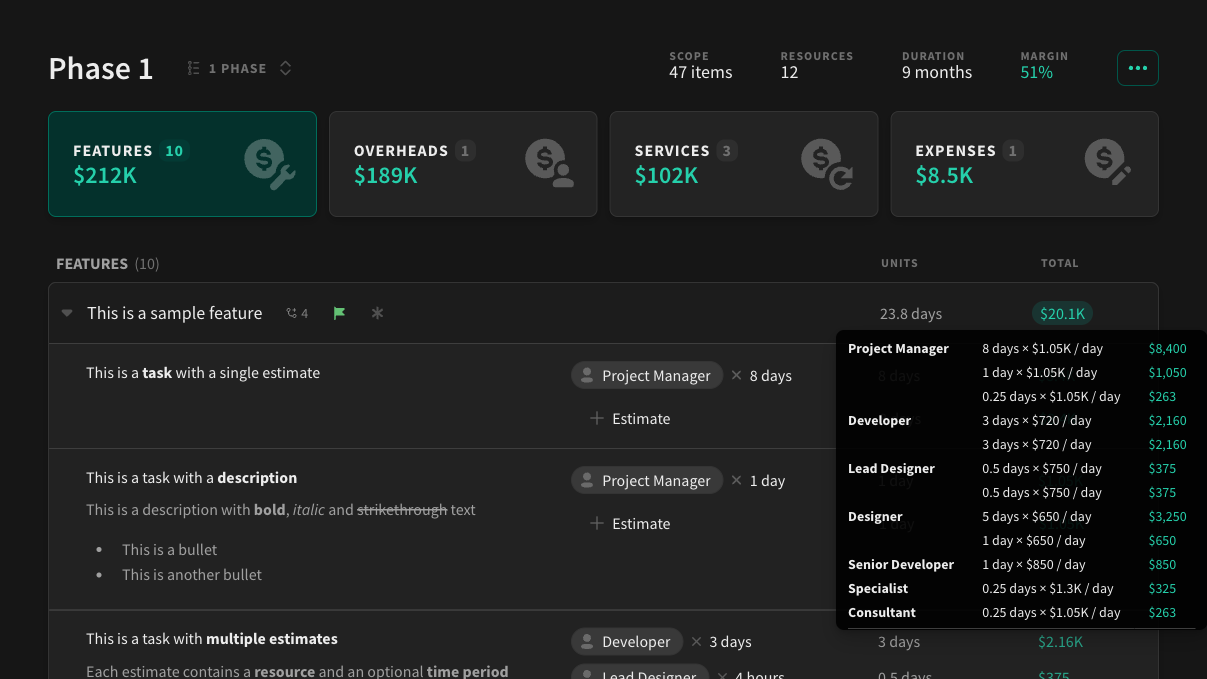 Phase 1
1 PHASE
SCOPE
47 items
RESOURCES
12
DURATION
9 months
MARGIN
51%
FEATURES 10
$212K
OVERHEADS 1
$189K
SERVICES 3
$102K
EXPENSES 1
$8.5K
FEATURES (10) UNITS TOTAL
This is a sample feature 4 23.8 days $20.1K
This is a task with a single estimate Project Manager × 8 days 8 days
+ Estimate
This is a task with a description Project Manager × 1 day 1 day
This is a description with bold, italic and strikethrough text
+ Estimate
• This is a bullet
• This is another bullet
This is a task with multiple estimates Developer × 3 days 3 days $2.16K
Each estimate contains a resource and an optional time period Lead Designer × 4 hours 0.5 days $375
Project Manager 8 days × $1.05K / day $8,400
1 day × $1.05K / day $1,050
0.25 days × $1.05K / day $263
Developer 3 days × $720 / day $2,160
3 days × $720 / day $2,160
Lead Designer 0.5 days × $750 / day $375
0.5 days × $750 / day $375
Designer 5 days × $650 / day $3,250
1 day × $650 / day $650
Senior Developer 1 day × $850 / day $850
Specialist 0.25 days × $1.3K / day $325
Consultant 0.25 days × $1.05K / day $263